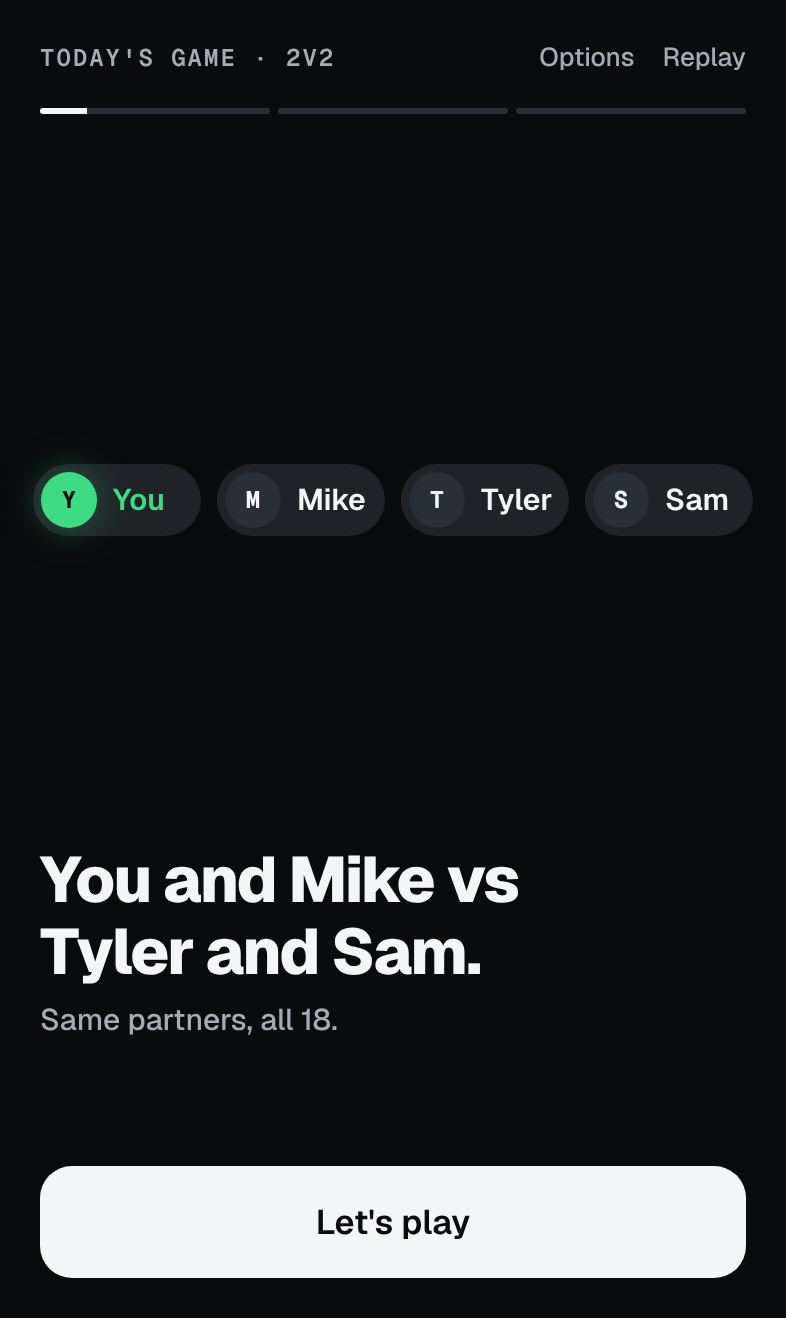 TODAY'S GAME · 2V2 Options Replay
Y You M Mike T Tyler S Sam
You and Mike vs
Tyler and Sam.
Same partners, all 18.
Let's play